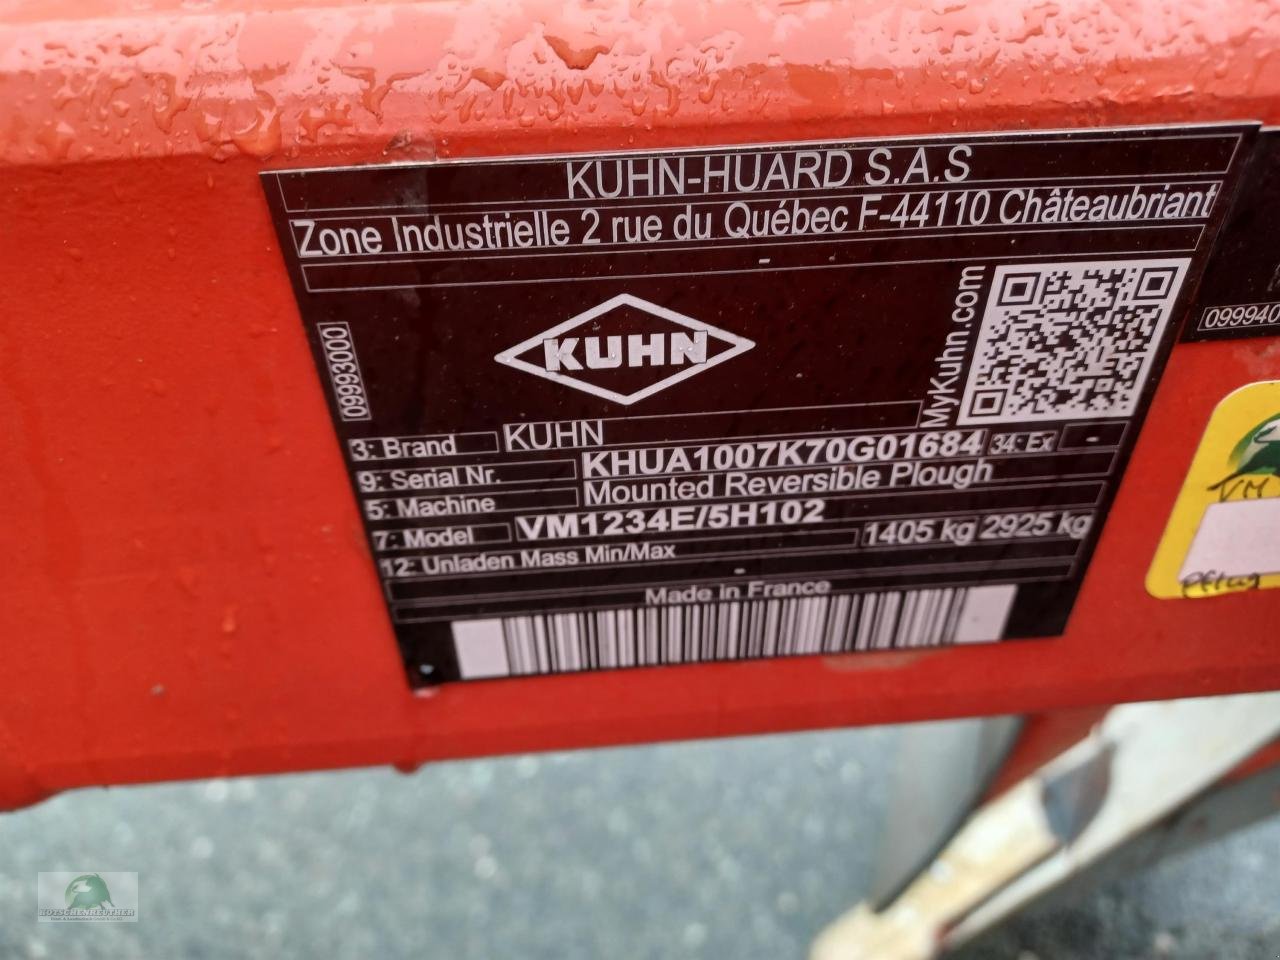 KUHN-HUARD S.A.S
Zone Industrielle 2 rue du Québec F-44110 Châteaubriant
-
09993000
KUHN
MyKuhn.com
3: Brand KUHN
9: Serial Nr. KHUA1007K70G01684 34: Ex -
5: Machine Mounted Reversible Plough
7: Model VM1234E/5H102
12: Unladen Mass Min/Max 1405 kg 2925 kg
-
Made in France
099940
VM
Pflug